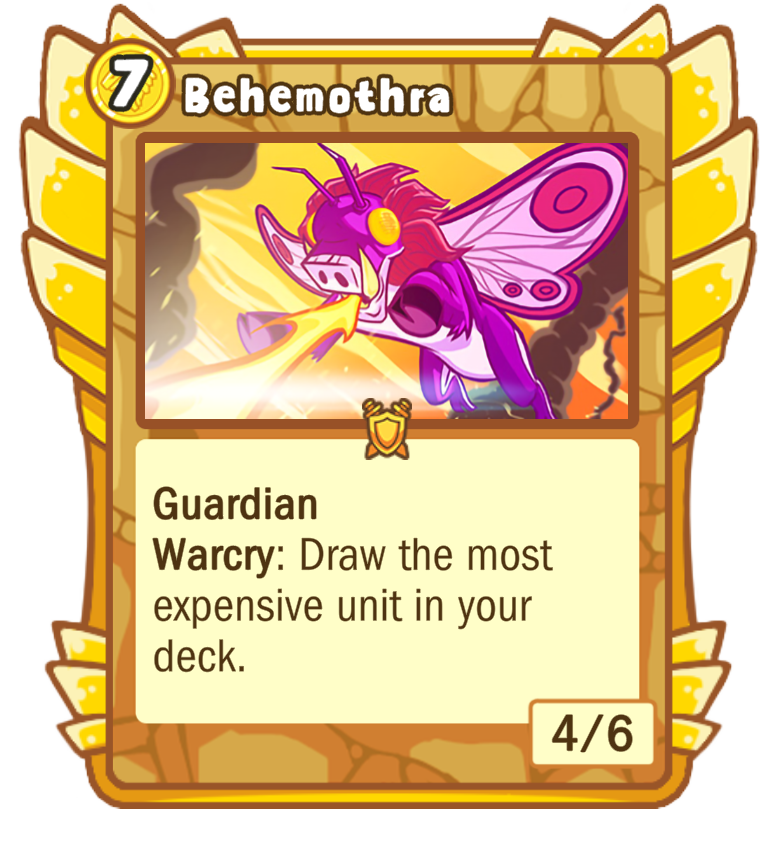 7
Behemothra
Guardian
Warcry: Draw the most
expensive unit in your
deck.
4/6